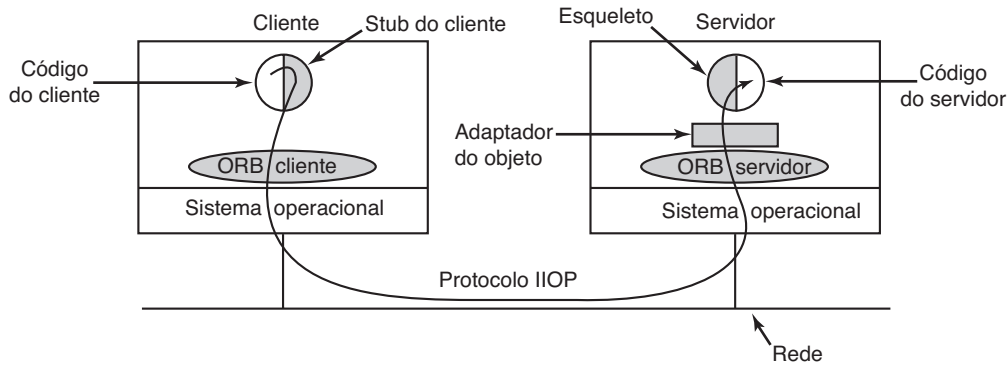 Cliente
Stub do cliente
Código
do cliente
ORB cliente
Sistema operacional
Esqueleto
Servidor
Código
do servidor
Adaptador
do objeto
ORB servidor
Sistema operacional
Protocolo IIOP
Rede